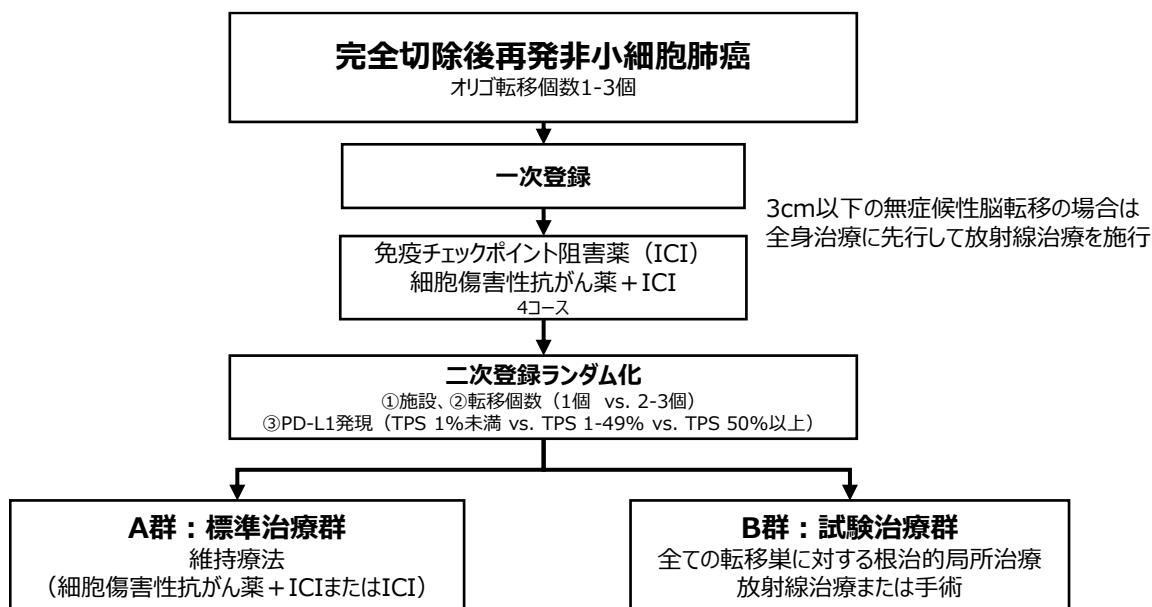 完全切除後再発非小細胞肺癌
オリゴ転移個数1-3個
一次登録
3cm以下の無症候性脳転移の場合は
全身治療に先行して放射線治療を施行
免疫チェックポイント阻害薬（ICI）
細胞傷害性抗がん薬＋ICI
4コース
二次登録ランダム化
①施設、②転移個数（1個 vs. 2-3個）
③PD-L1発現（TPS 1%未満 vs. TPS 1-49% vs. TPS 50%以上）
A群：標準治療群
維持療法
（細胞傷害性抗がん薬＋ICIまたはICI）
B群：試験治療群
全ての転移巣に対する根治的局所治療
放射線治療または手術